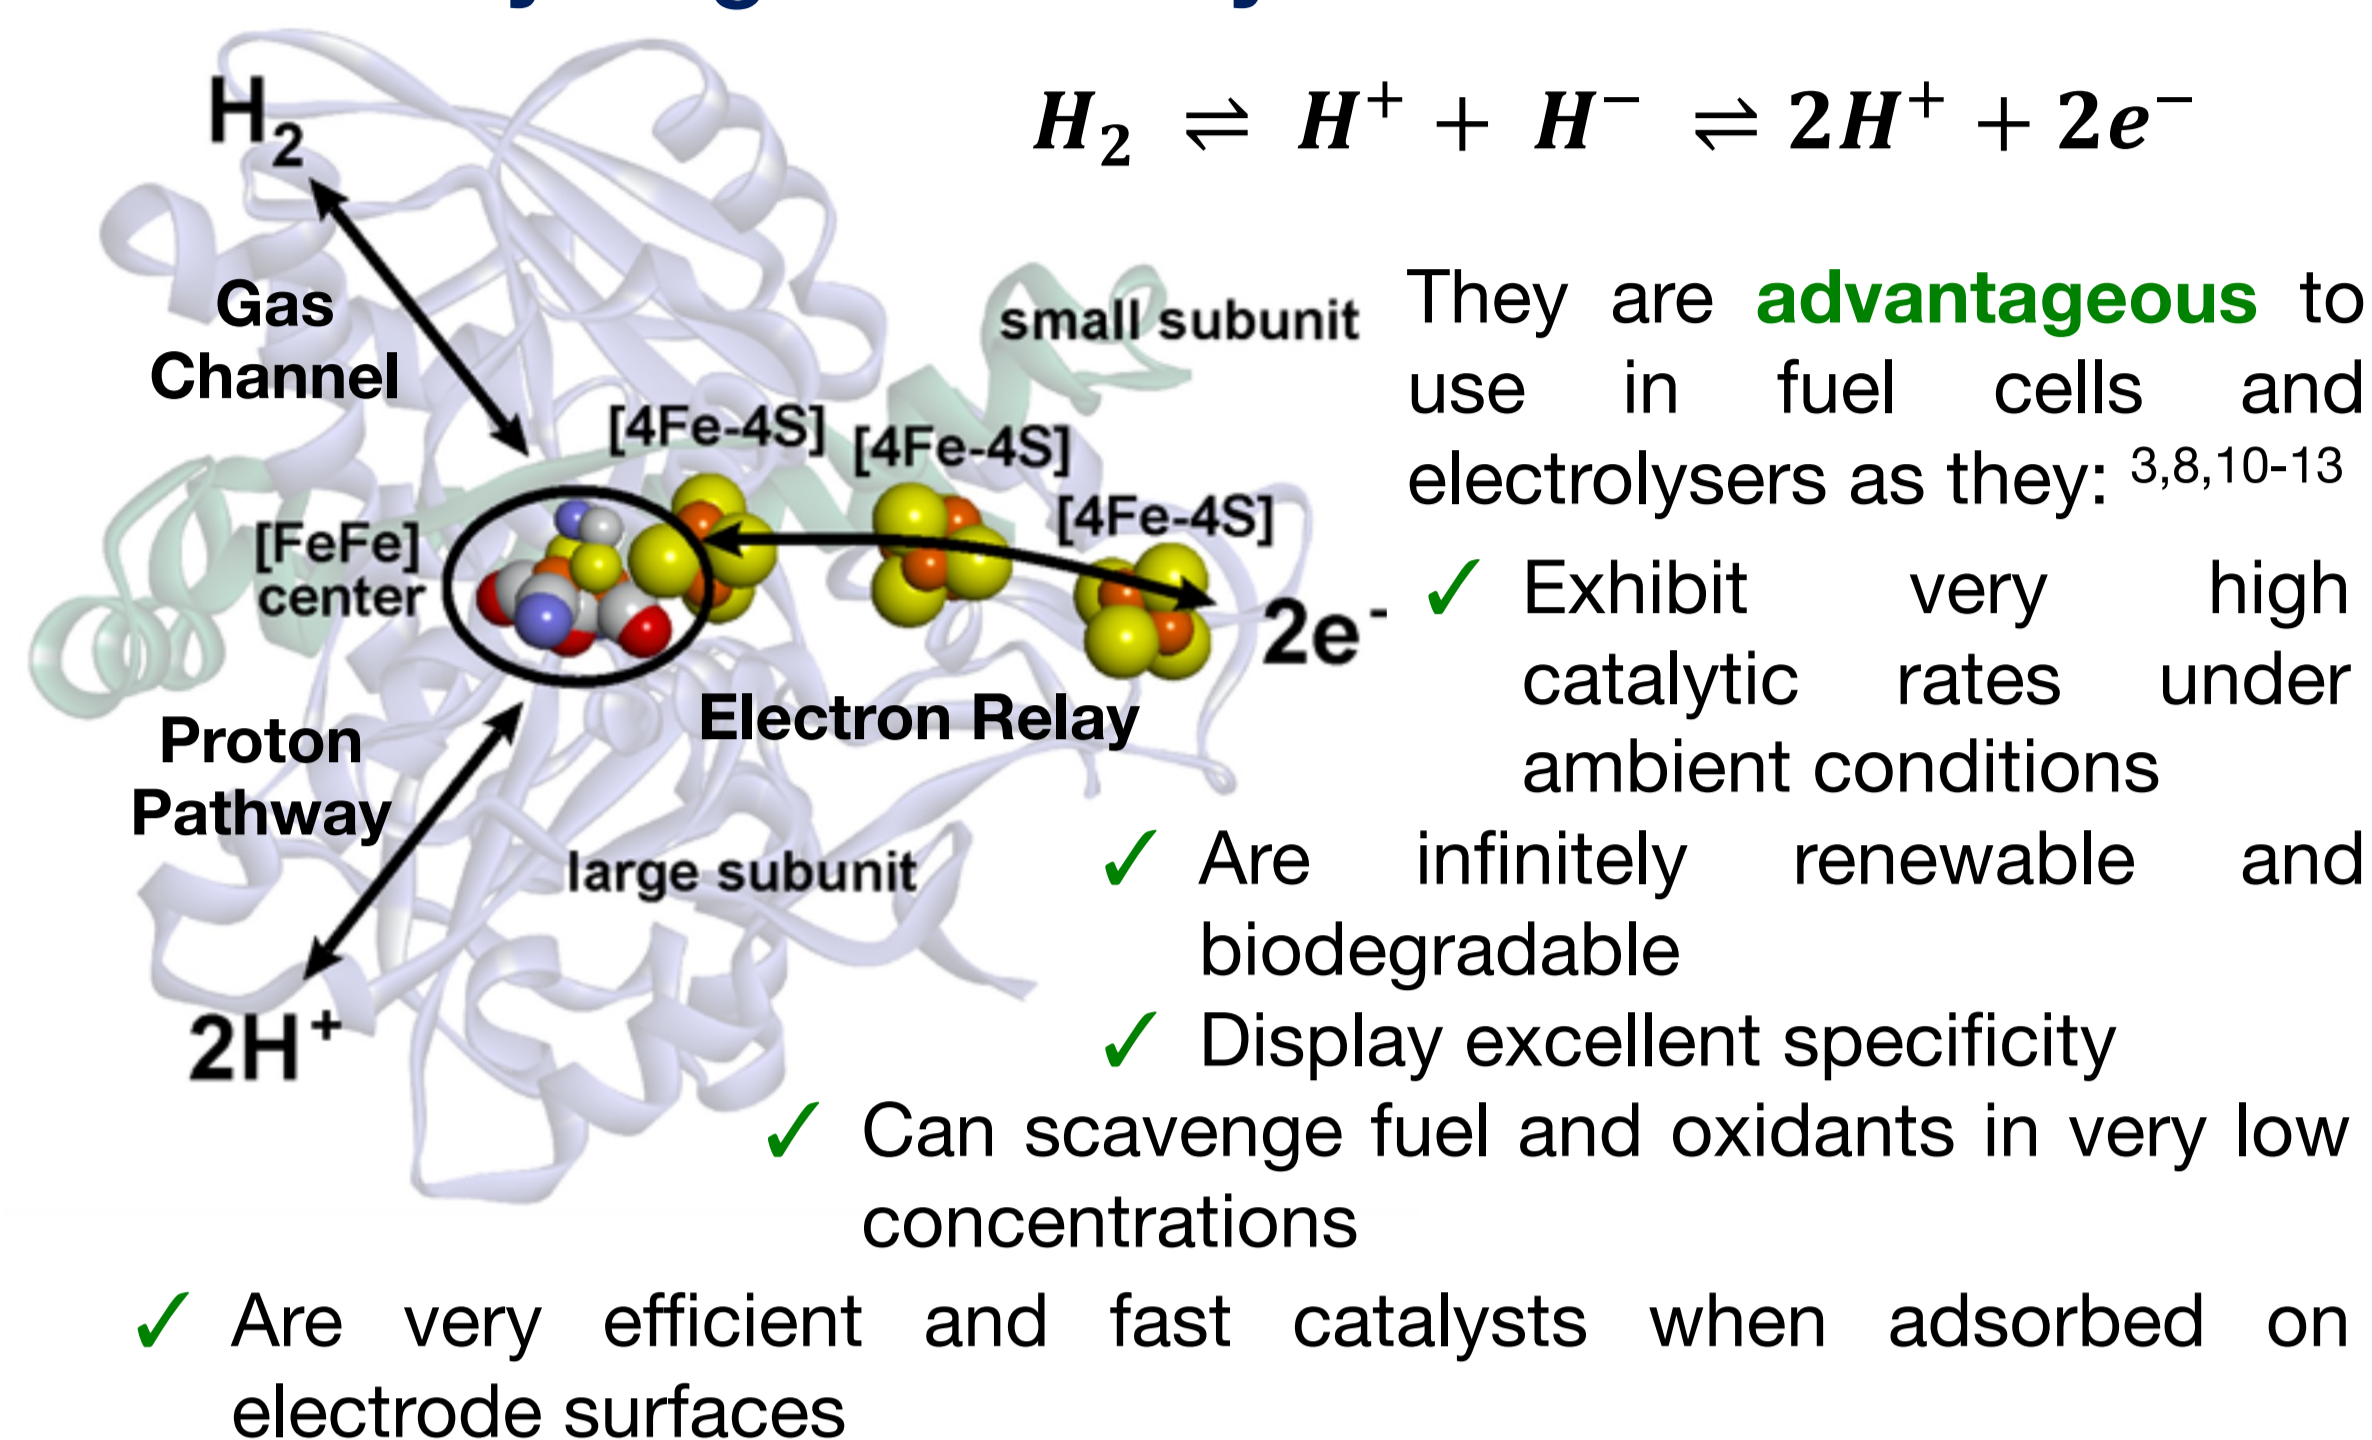 H₂ ⇌ H⁺ + H⁻ ⇌ 2H⁺ + 2e⁻
H₂
Gas
Channel
small subunit
[4Fe-4S]
[4Fe-4S]
[4Fe-4S]
[FeFe]
center
2e⁻
Electron Relay
Proton
Pathway
large subunit
2H⁺
They are advantageous to
use in fuel cells and
electrolysers as they: 3,8,10-13
✓ Exhibit very high
catalytic rates under
ambient conditions
✓ Are infinitely renewable and
biodegradable
✓ Display excellent specificity
✓ Can scavenge fuel and oxidants in very low
concentrations
✓ Are very efficient and fast catalysts when adsorbed on
electrode surfaces